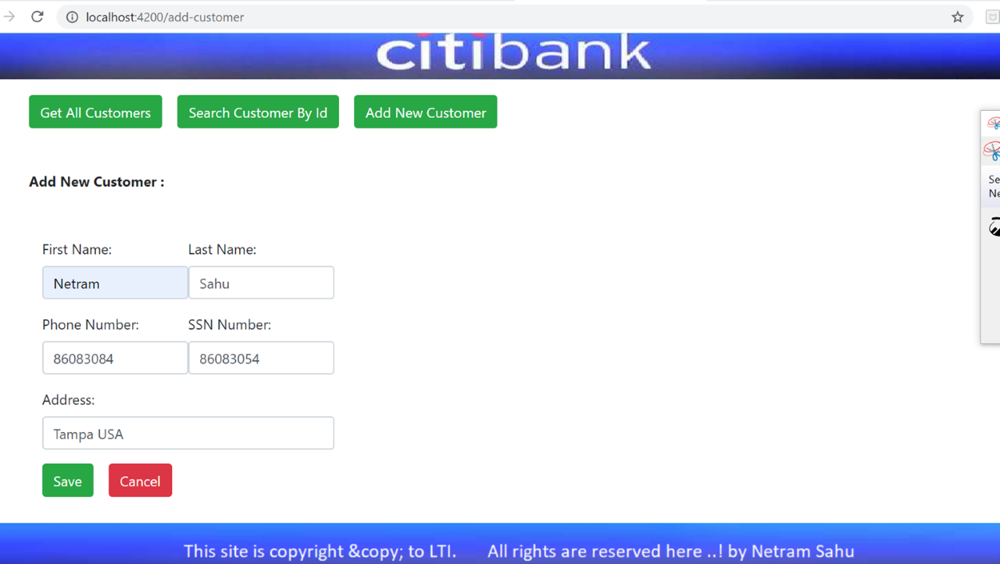 localhost:4200/add-customer
citibank
Get All Customers Search Customer By Id Add New Customer
Add New Customer :
First Name: Last Name:
Netram Sahu
Phone Number: SSN Number:
86083084 86083054
Address:
Tampa USA
Save Cancel
This site is copyright &copy; to LTI. All rights are reserved here ..! by Netram Sahu